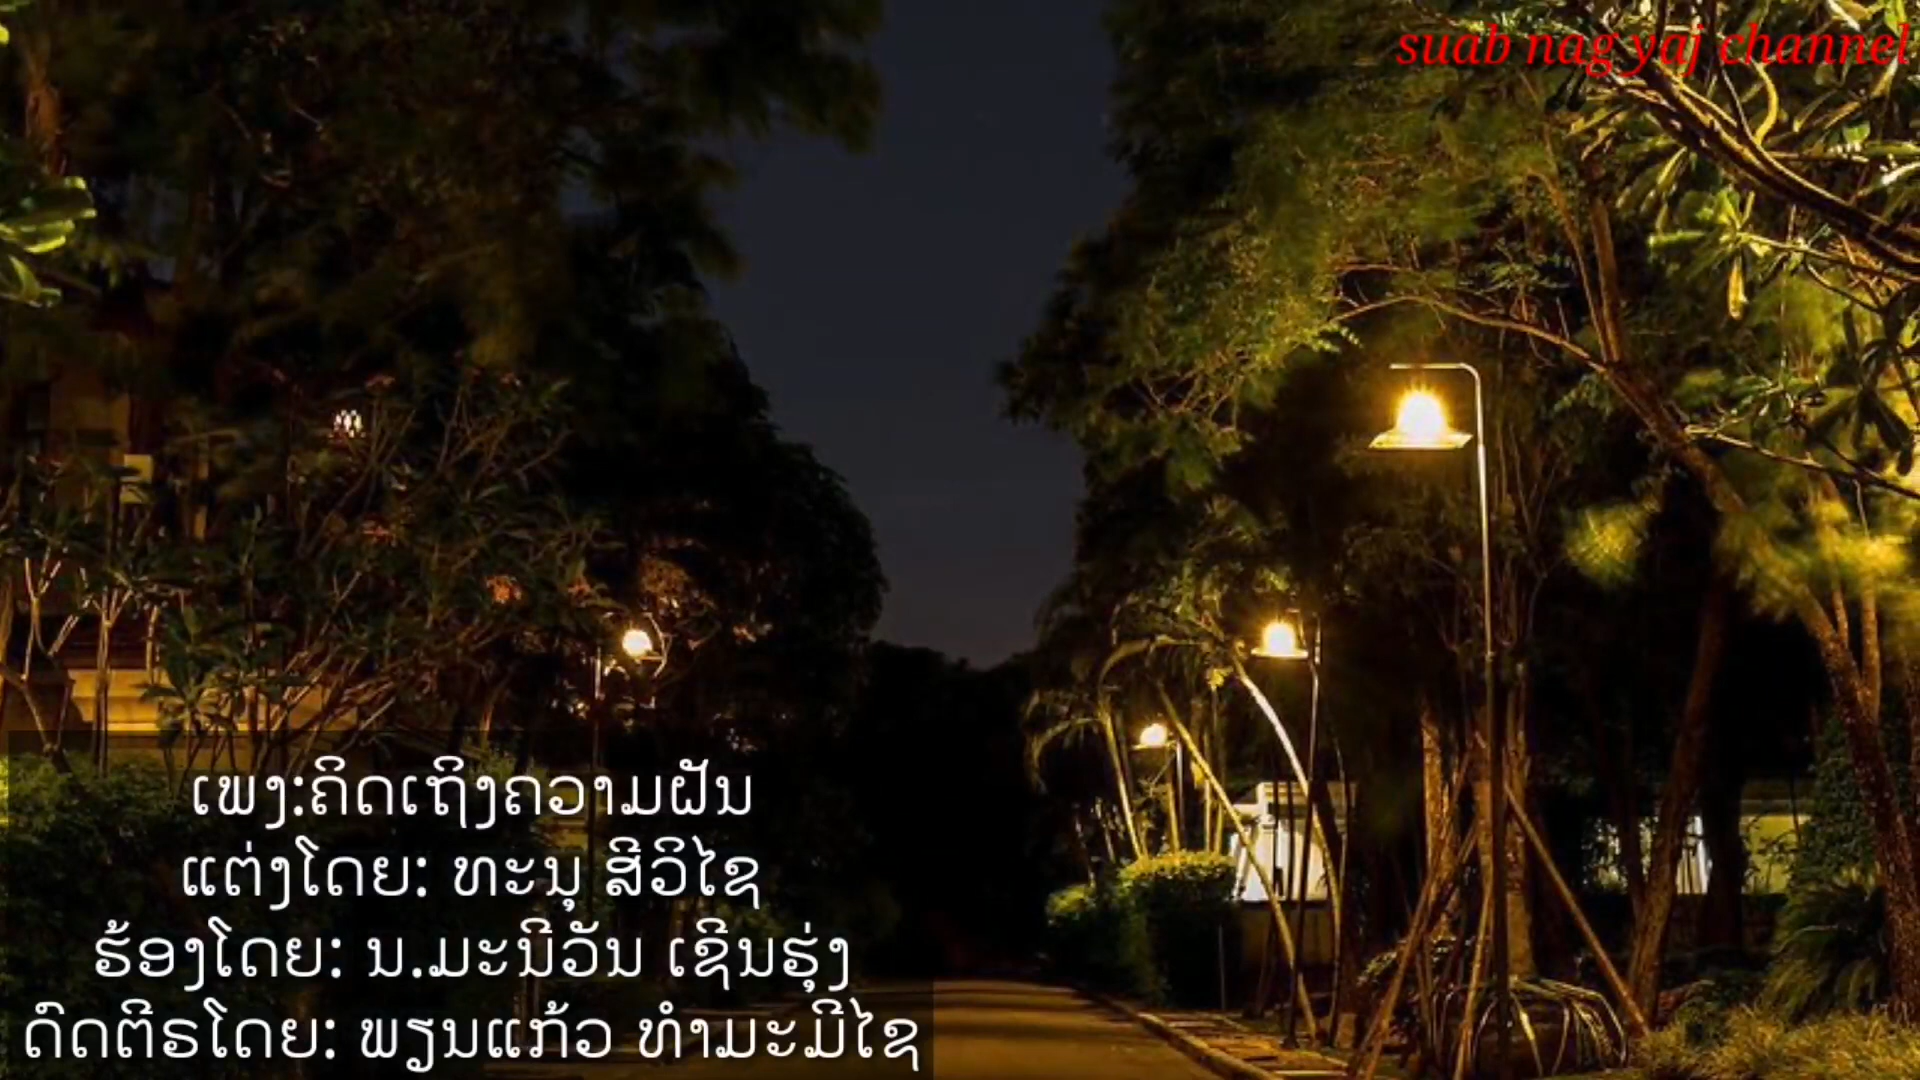 suab nag yaj channel
ເພງ:ຄິດເຖິງຄວາມຝັນ
ແຕ່ງໂດຍ: ທະນຸ ສີວິໄຊ
ຮ້ອງໂດຍ: ນ.ມະນີວັນ ເຊີນຮຸ່ງ
ດົດຕີຣໂດຍ: ພຽນແກ້ວ ທຳມະມີໄຊ